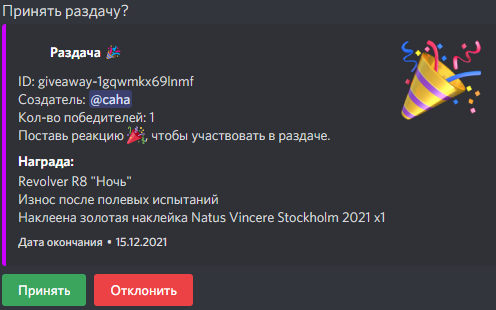 Принять раздачу?
Раздача 🎉
ID: giveaway-1gqwmkx69lnmf
Создатель: @саha
Кол-во победителей: 1
Поставь реакцию 🎉, чтобы участвовать в раздаче.
Награда:
Revolver R8 "Ночь"
Износ после полевых испытаний
Наклеена золотая наклейка Natus Vincere Stockholm 2021 x1
Дата окончания • 15.12.2021
Принять
Отклонить